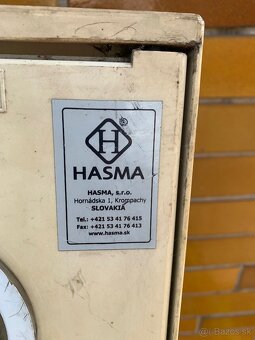 H
®
HASMA
HASMA, s.r.o.
Hornádska 1, Krompachy
SLOVAKIA
Tel.: +421 53 41 76 415
Fax: +421 53 41 76 413
www.hasma.sk
Bazos.sk